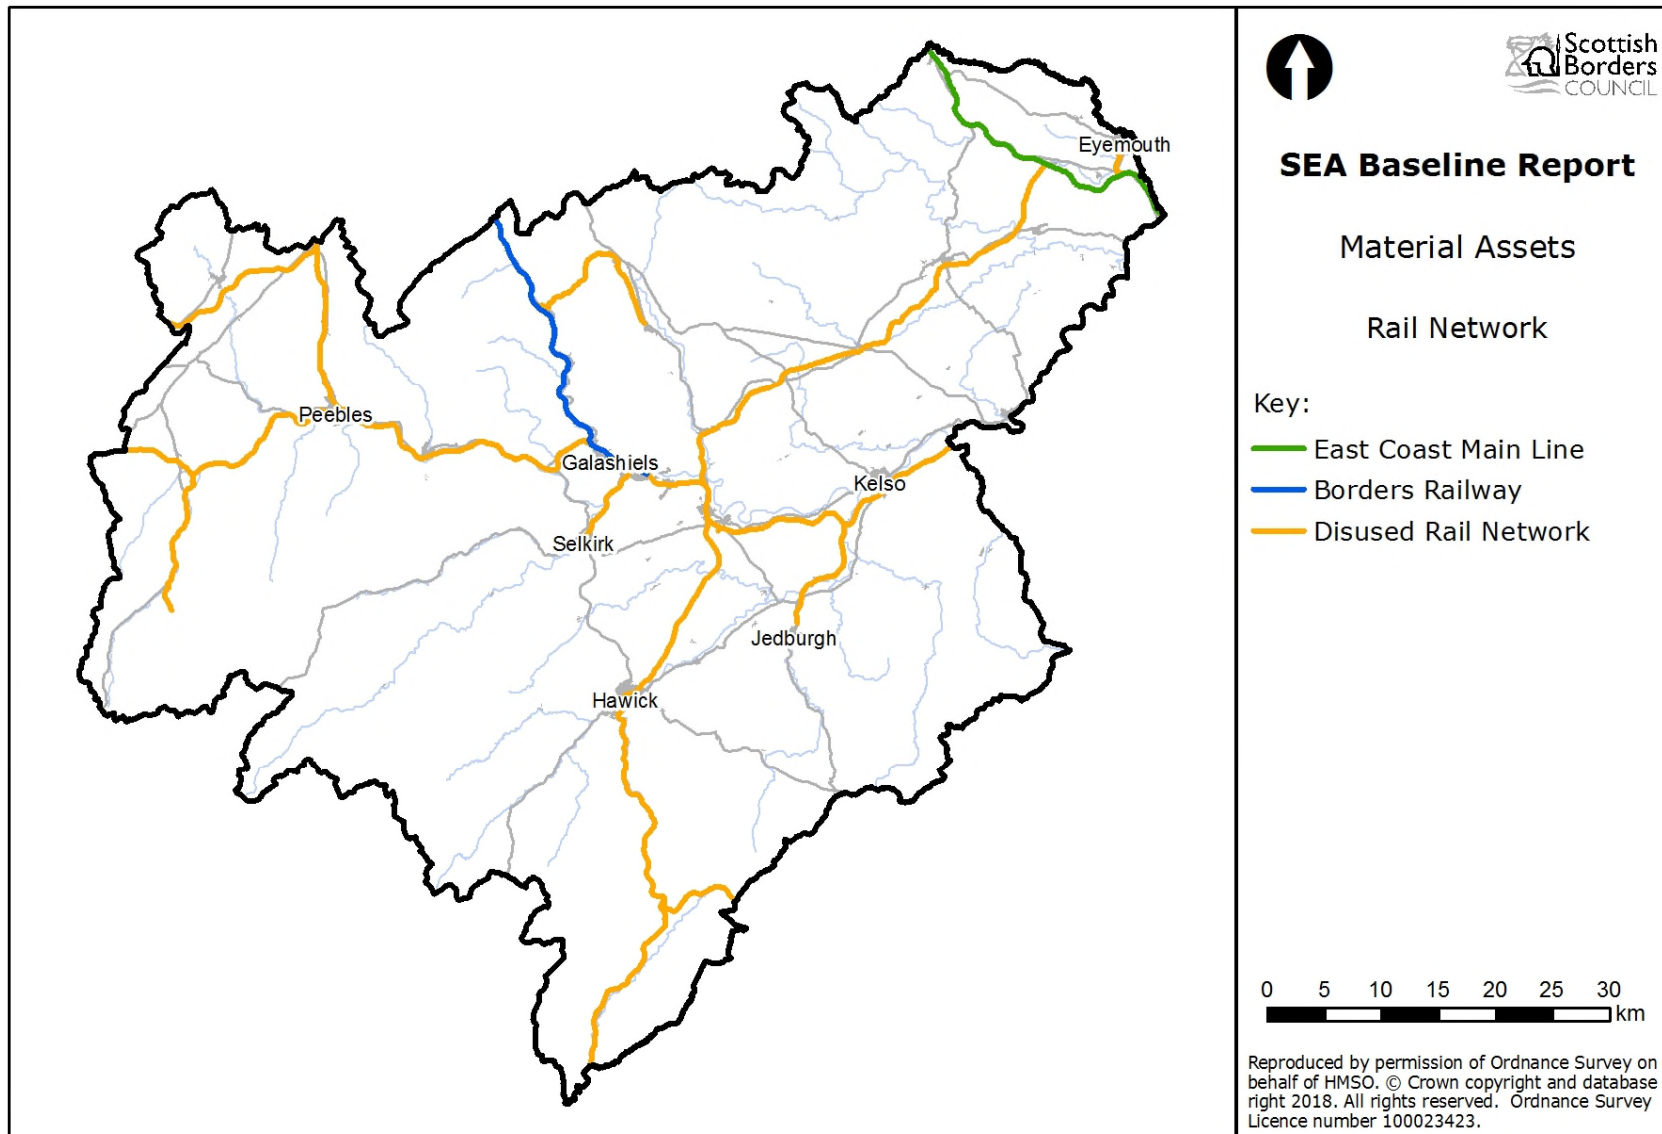 Eyemouth
Peebles
Galashiels
Kelso
Selkirk
Jedburgh
Hawick
Scottish
Borders
COUNCIL
SEA Baseline Report
Material Assets
Rail Network
Key:
East Coast Main Line
Borders Railway
Disused Rail Network
0 5 10 15 20 25 30
km
Reproduced by permission of Ordnance Survey on
behalf of HMSO. © Crown copyright and database
right 2018. All rights reserved. Ordnance Survey
Licence number 100023423.